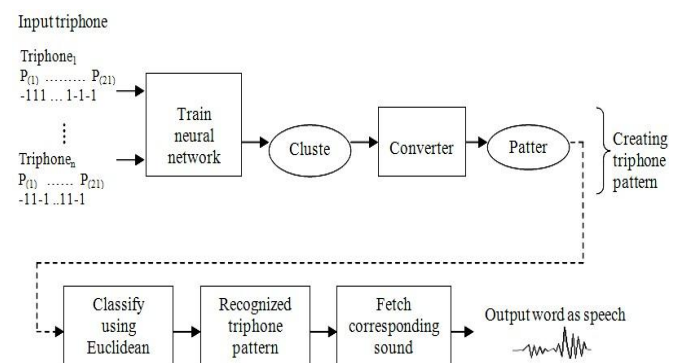 Input triphone
Triphone1
P(1) ......... P(21)
-111 ... 1-1-1
Triphonen
P(1) ...... P(21)
-11-1 ..11-1
Train
neural
network
Cluste
Converter
Patter
Creating
triphone
pattern
Classify
using
Euclidean
Recognized
triphone
pattern
Fetch
corresponding
sound
Output word as speech